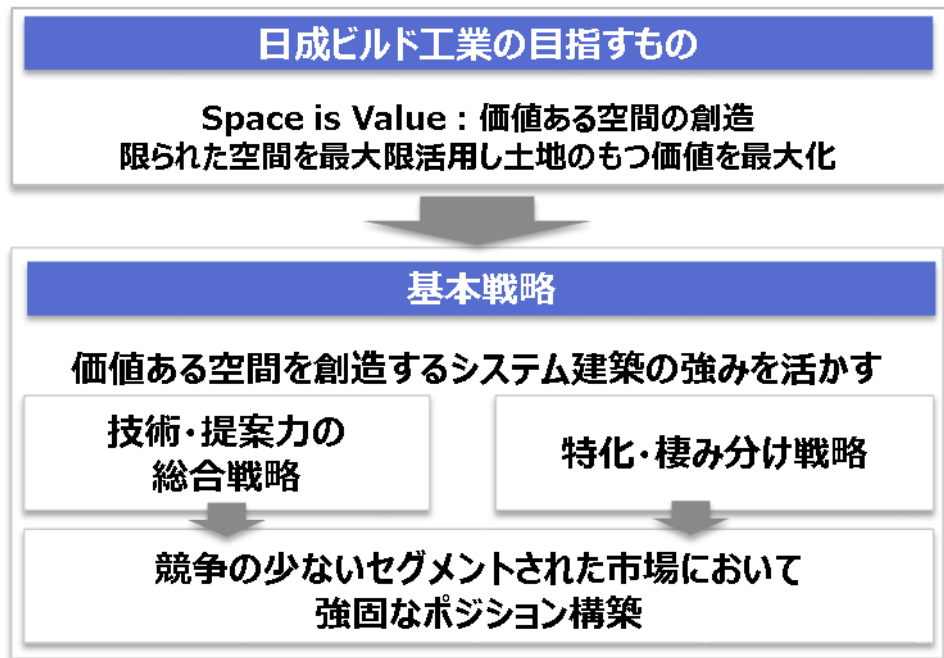 日成ビルド工業の目指すもの
Space is Value：価値ある空間の創造
限られた空間を最大限活用し土地のもつ価値を最大化
基本戦略
価値ある空間を創造するシステム建築の強みを活かす
技術・提案力の
総合戦略
特化・棲み分け戦略
競争の少ないセグメントされた市場において
強固なポジション構築